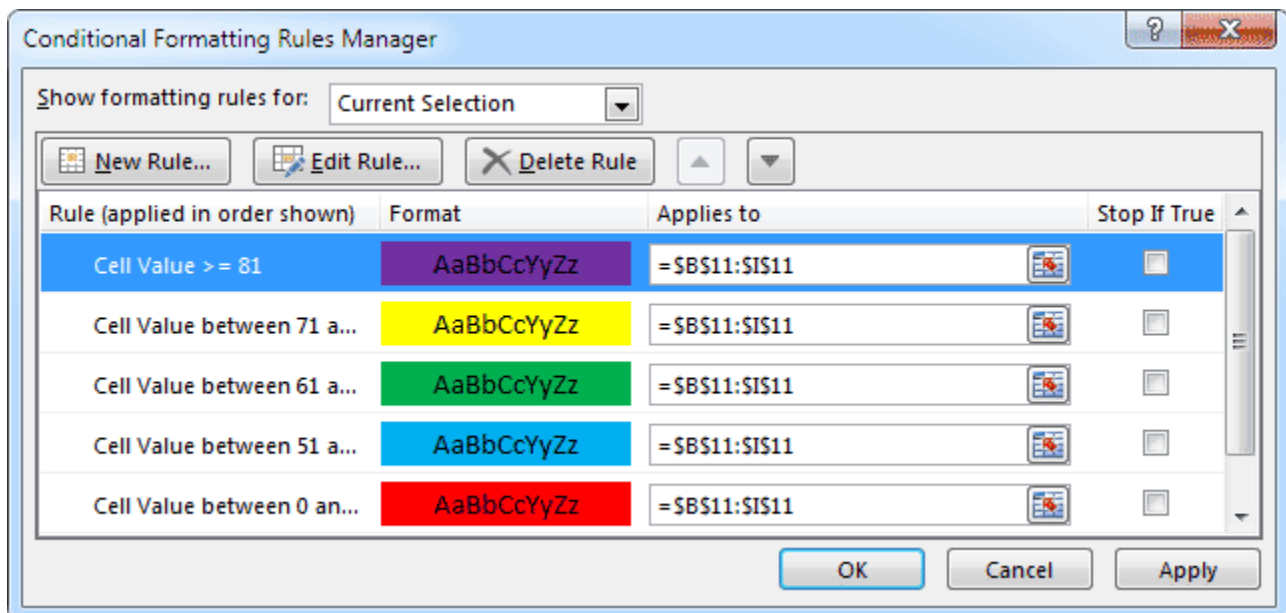 Conditional Formatting Rules Manager ?
Show formatting rules for: Current Selection
New Rule... Edit Rule... Delete Rule
Rule (applied in order shown) Format Applies to Stop If True
Cell Value >= 81 AaBbCcYyZz =$B$11:$I$11
Cell Value between 71 a... AaBbCcYyZz =$B$11:$I$11
Cell Value between 61 a... AaBbCcYyZz =$B$11:$I$11
Cell Value between 51 a... AaBbCcYyZz =$B$11:$I$11
Cell Value between 0 an... AaBbCcYyZz =$B$11:$I$11
OK Cancel Apply